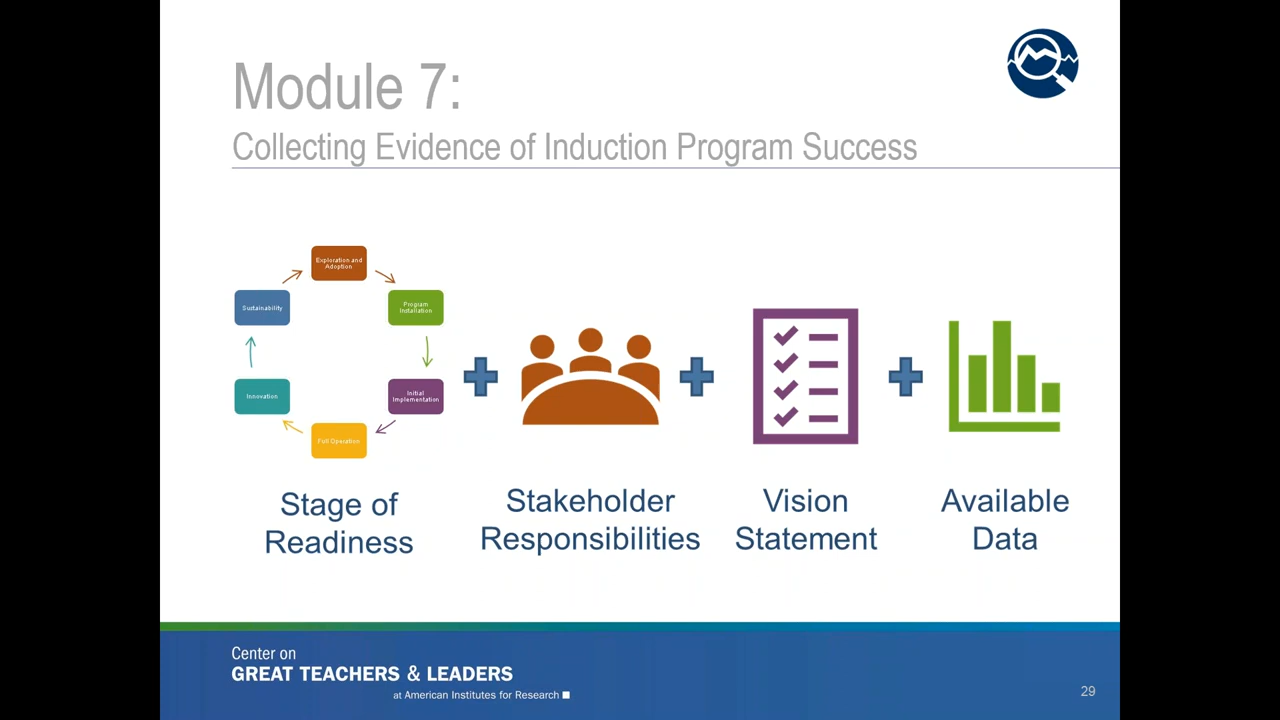 Module 7:
Collecting Evidence of Induction Program Success
Exploration and
Adoption
Program
Installation
Initial
Implementation
Full Operation
Innovation
Sustainability
Stage of
Readiness
Stakeholder
Responsibilities
Vision
Statement
Available
Data
Center on
GREAT TEACHERS & LEADERS
at American Institutes for Research
29